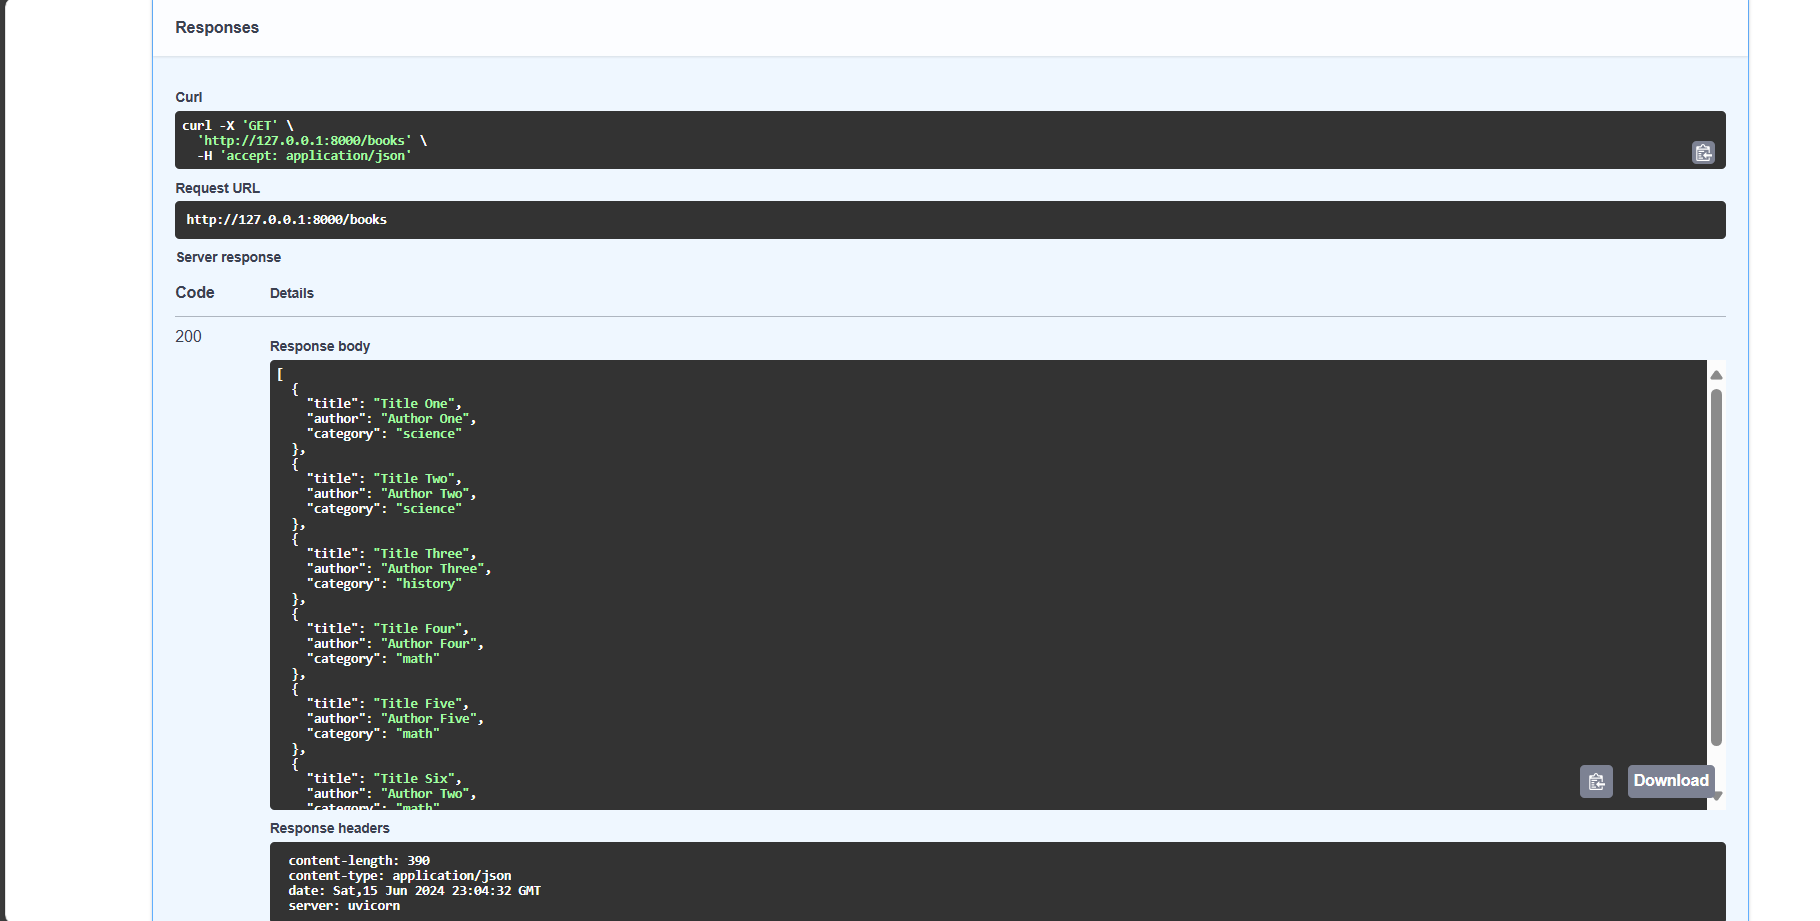 Responses
Curl
curl -X 'GET' \
  'http://127.0.0.1:8000/books' \
  -H 'accept: application/json'
Request URL
http://127.0.0.1:8000/books
Server response
Code Details
200
Response body
[
  {
    "title": "Title One",
    "author": "Author One",
    "category": "science"
  },
  {
    "title": "Title Two",
    "author": "Author Two",
    "category": "science"
  },
  {
    "title": "Title Three",
    "author": "Author Three",
    "category": "history"
  },
  {
    "title": "Title Four",
    "author": "Author Four",
    "category": "math"
  },
  {
    "title": "Title Five",
    "author": "Author Five",
    "category": "math"
  },
  {
    "title": "Title Six",
    "author": "Author Two",
    "category": "math"
Download
Response headers
content-length: 390
content-type: application/json
date: Sat,15 Jun 2024 23:04:32 GMT
server: uvicorn